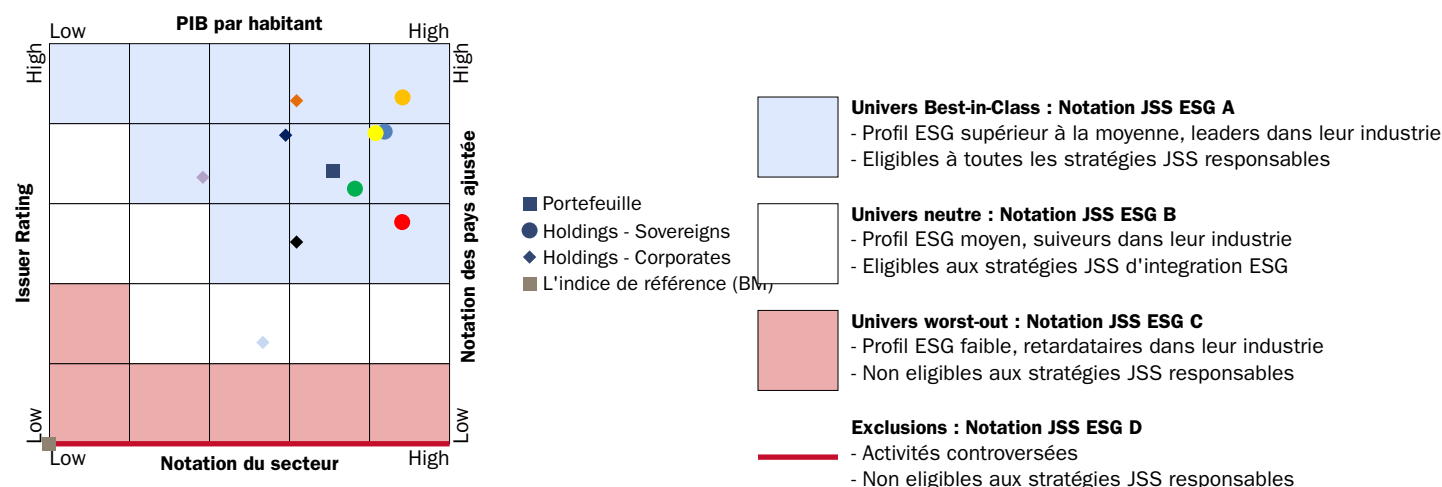 PIB par habitant
Low
High
High
High
Issuer Rating
Notation des pays ajustée
Low
Low
Low
High
Notation du secteur
Portefeuille
Holdings - Sovereigns
Holdings - Corporates
L'indice de référence (BM)
Univers Best-in-Class : Notation JSS ESG A
- Profil ESG supérieur à la moyenne, leaders dans leur industrie
- Eligibles à toutes les stratégies JSS responsables
Univers neutre : Notation JSS ESG B
- Profil ESG moyen, suiveurs dans leur industrie
- Eligibles aux stratégies JSS d'integration ESG
Univers worst-out : Notation JSS ESG C
- Profil ESG faible, retardataires dans leur industrie
- Non eligibles aux stratégies JSS responsables
Exclusions : Notation JSS ESG D
- Activités controversées
- Non eligibles aux stratégies JSS responsables